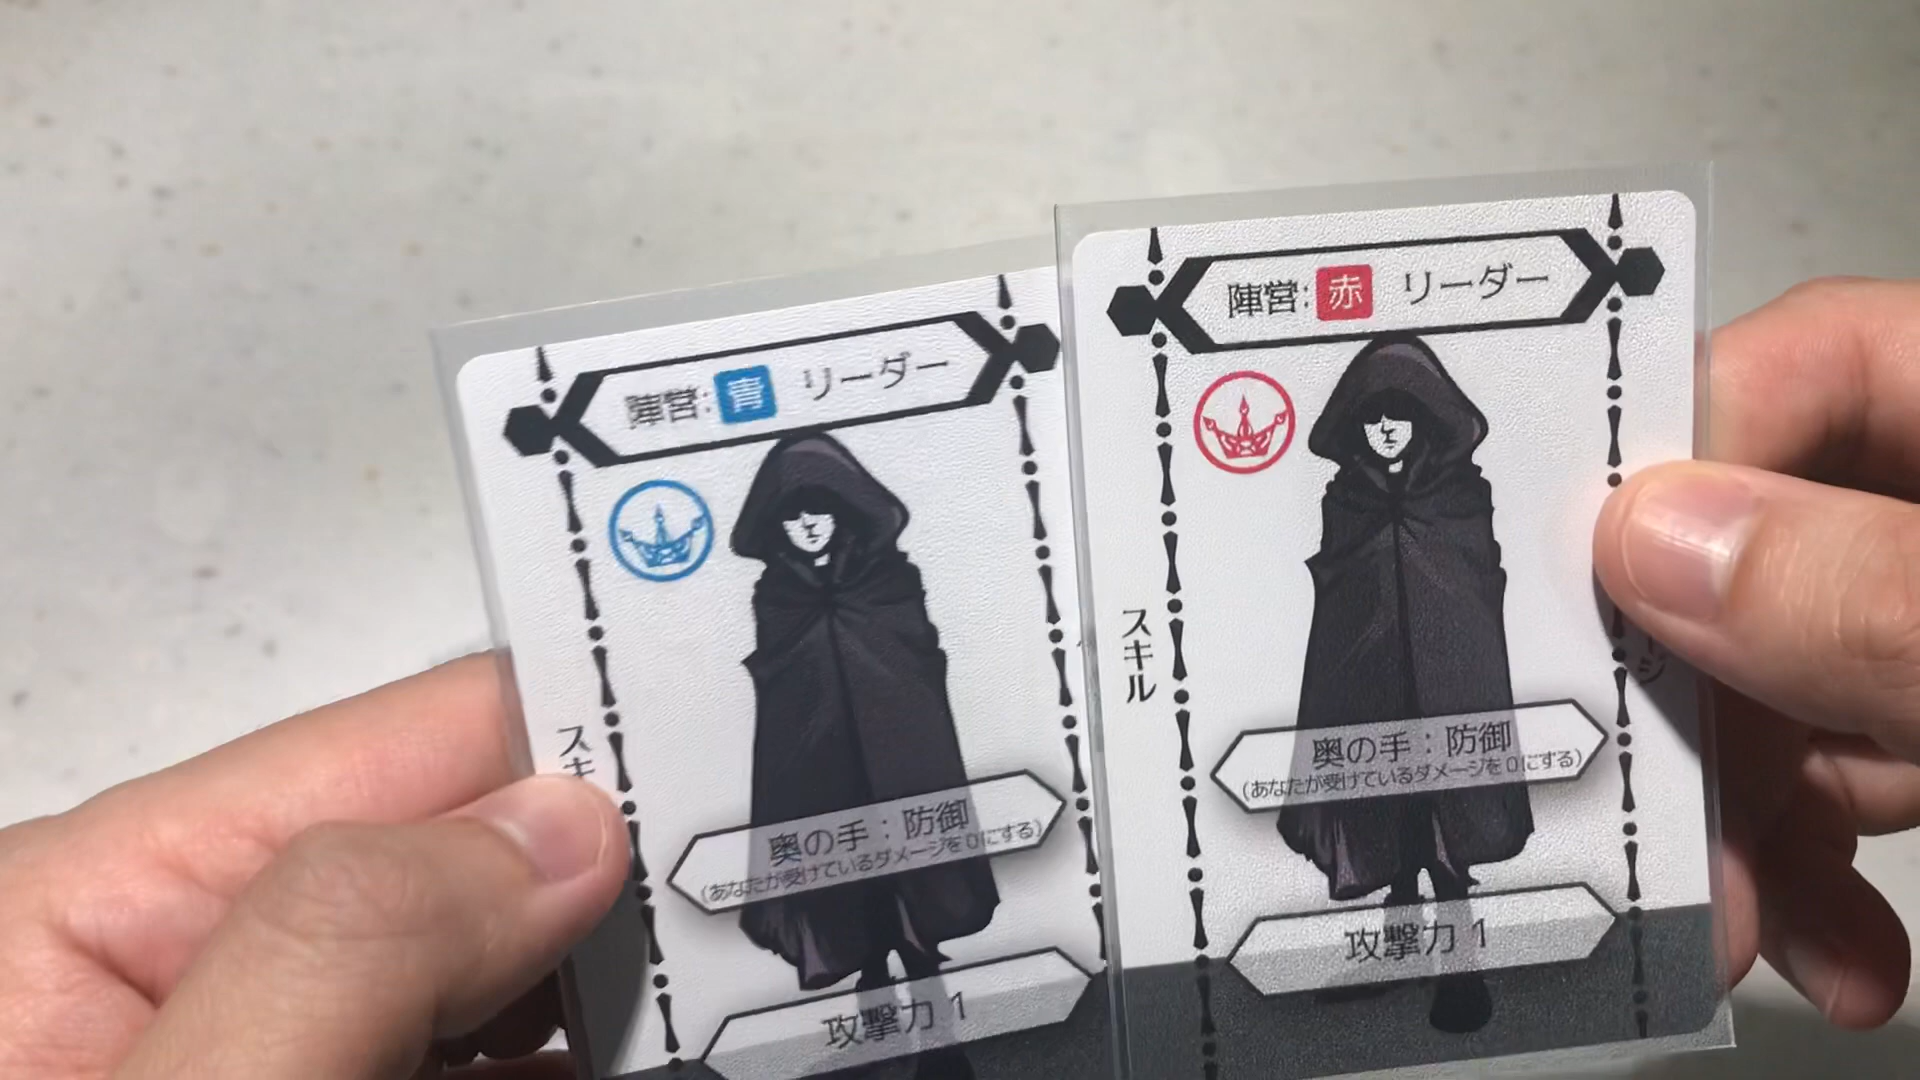 陣営:青 リーダー
スキ
奥の手：防御
(あなたが受けているダメージを0にする)
攻撃力 1
陣営:赤 リーダー
スキル
ージ
奥の手：防御
(あなたが受けているダメージを0にする)
攻撃力 1